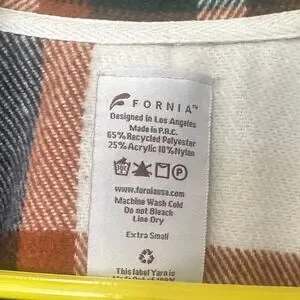 FORNIA™
Designed in Los Angeles
Made in P.R.C.
65% Recycled Polyester
25% Acrylic 10% Nylon
P
www.forniausa.com
Machine Wash Cold
Do not Bleach
Line Dry
Extra Small
This label Yarn is